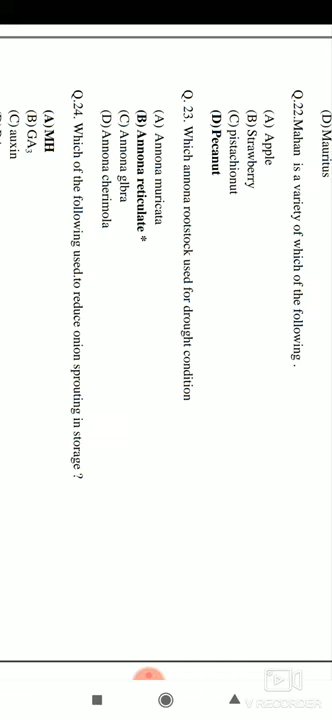 (D) Mauritus
Q.22.Mahan is a variety of which of the following .
(A) Apple
(B) Strawberry
(C) pistachionut
(D) Pecanut
Q. 23. Which annona rootstock used for drought condition
(A) Annona muricata
(B) Annona reticulate *
(C) Annona glbra
(D) Annona cherimola
Q.24. Which of the following used.to reduce onion sprouting in storage ?
(A) MH
(B) GA3
(C) auxin
V RECORDER